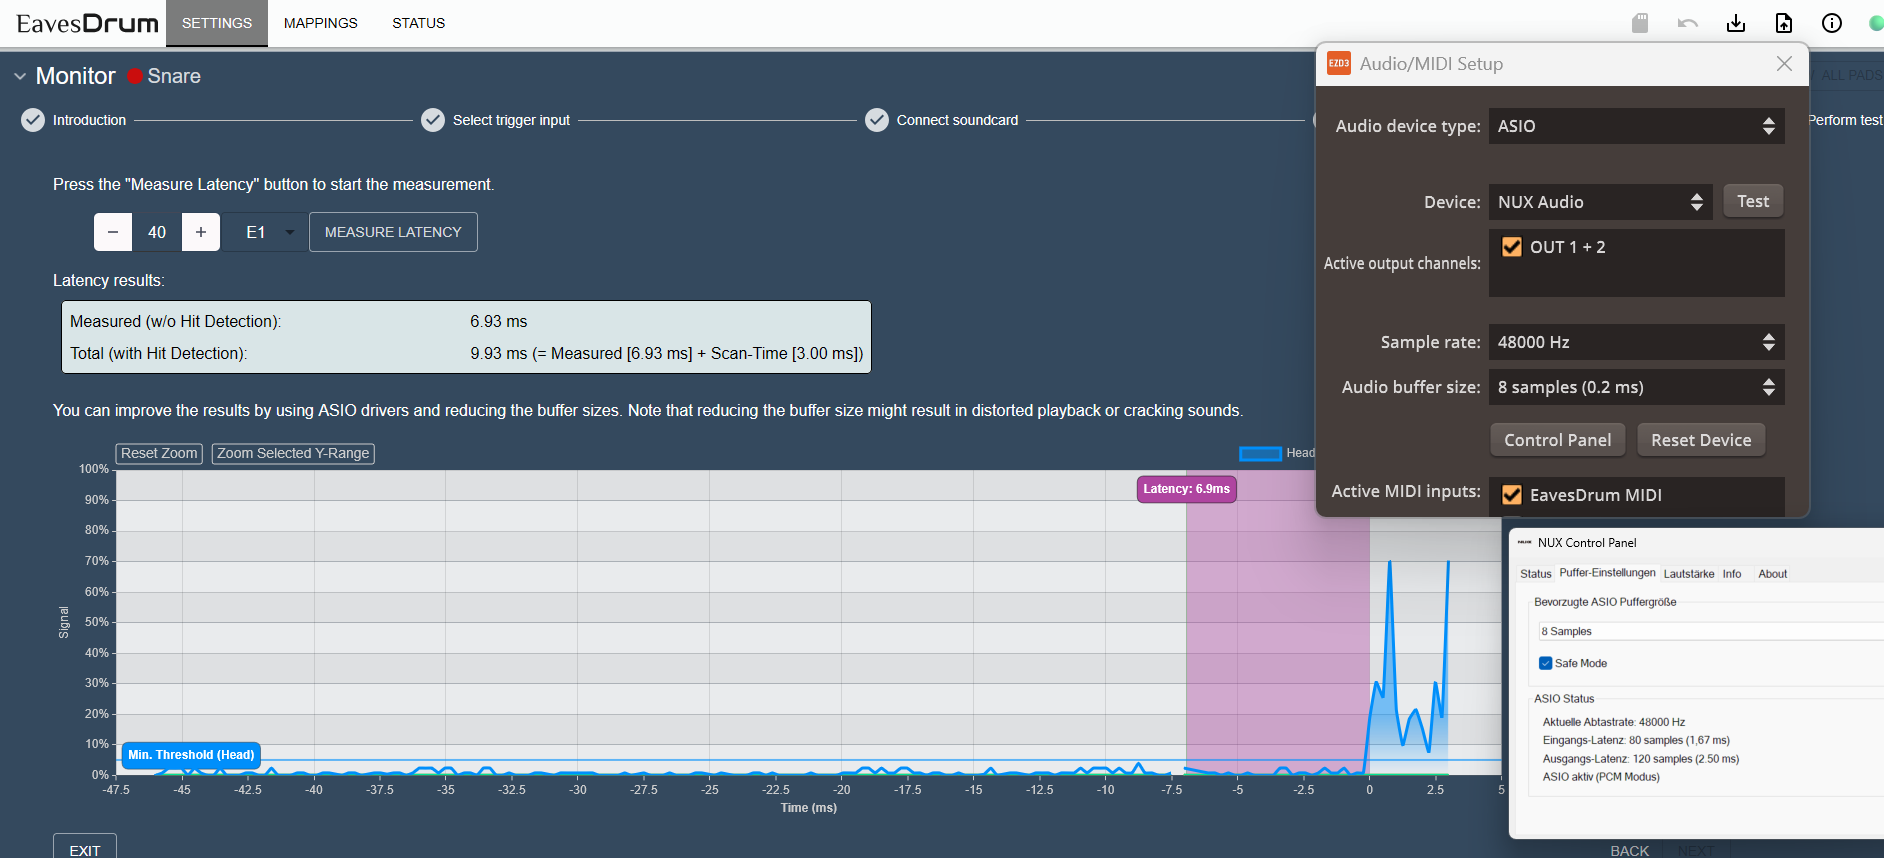 EavesDrum SETTINGS MAPPINGS STATUS
Monitor Snare
ALL PADS
Introduction Select trigger input Connect soundcard Perform test
Press the "Measure Latency" button to start the measurement.
− 40 + E1 MEASURE LATENCY
Latency results:
Measured (w/o Hit Detection): 6.93 ms
Total (with Hit Detection): 9.93 ms (= Measured [6.93 ms] + Scan-Time [3.00 ms])
You can improve the results by using ASIO drivers and reducing the buffer sizes. Note that reducing the buffer size might result in distorted playback or cracking sounds.
Reset Zoom Zoom Selected Y-Range
Head
100%
90%
80%
70%
60%
50%
40%
30%
20%
10%
0%
Signal
Latency: 6.9ms
Min. Threshold (Head)
-47.5 -45 -42.5 -40 -37.5 -35 -32.5 -30 -27.5 -25 -22.5 -20 -17.5 -15 -12.5 -10 -7.5 -5 -2.5 0 2.5 5
Time (ms)
EXIT
BACK NEXT
EZD3 Audio/MIDI Setup
Audio device type: ASIO
Device: NUX Audio Test
Active output channels: OUT 1 + 2
Sample rate: 48000 Hz
Audio buffer size: 8 samples (0.2 ms)
Control Panel Reset Device
Active MIDI inputs: EavesDrum MIDI
NUX Control Panel
Status Puffer-Einstellungen Lautstärke Info About
Bevorzugte ASIO Puffergröße
8 Samples
Safe Mode
ASIO Status
Aktuelle Abtastrate: 48000 Hz
Eingangs-Latenz: 80 samples (1,67 ms)
Ausgangs-Latenz: 120 samples (2.50 ms)
ASIO aktiv (PCM Modus)